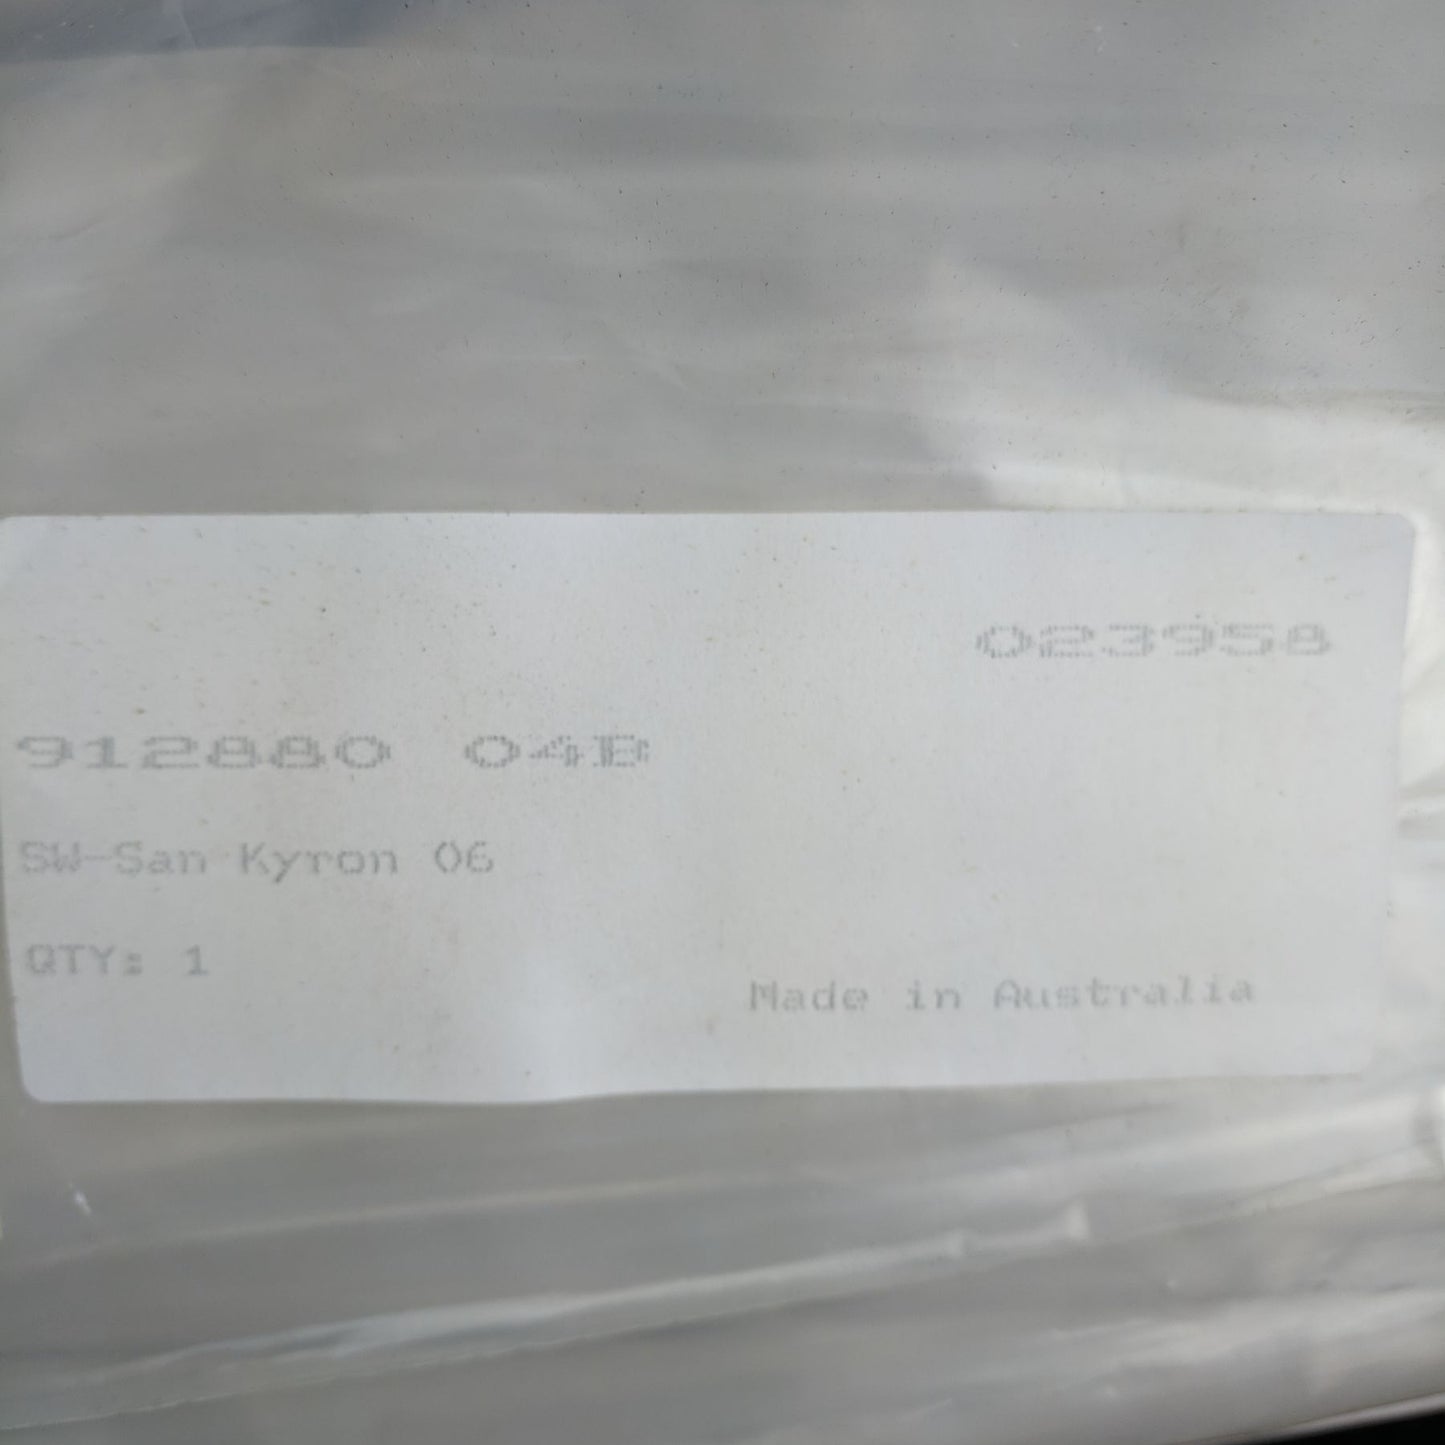 023958
912880 04B
SW-San Kyron 06
QTY: 1
Made in Australia